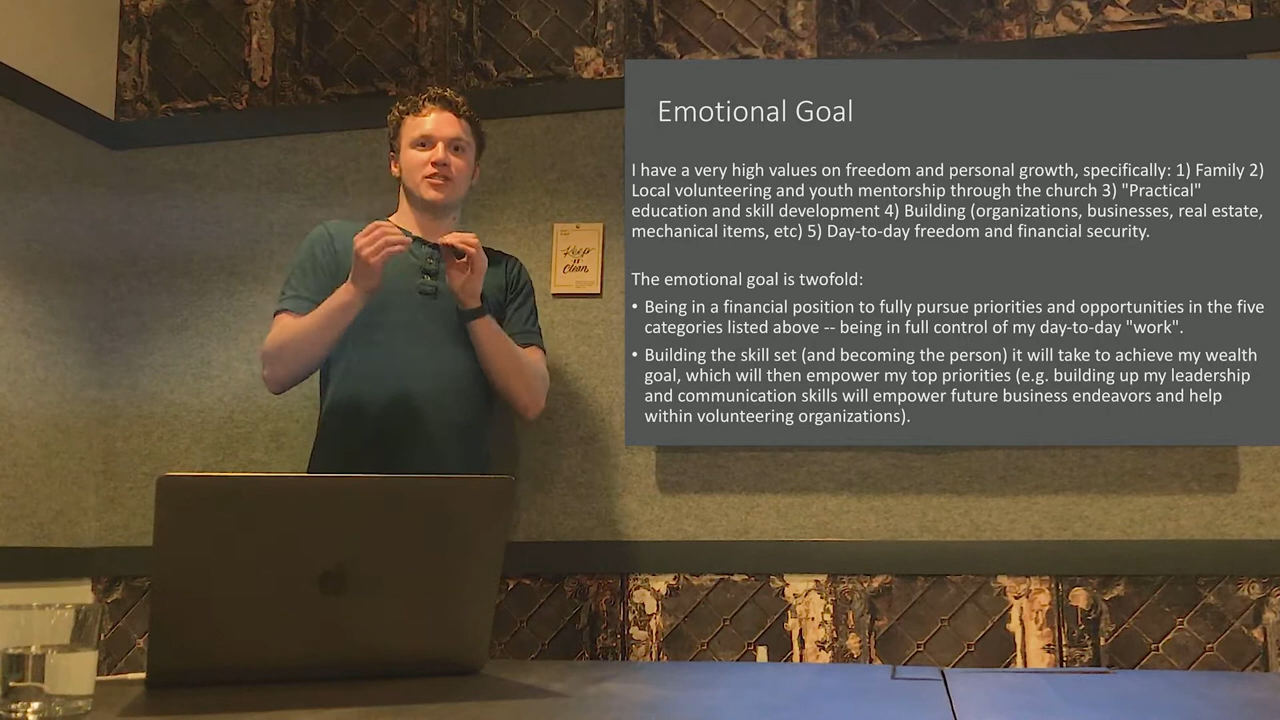 Emotional Goal
I have a very high values on freedom and personal growth, specifically: 1) Family 2)
Local volunteering and youth mentorship through the church 3) "Practical"
education and skill development 4) Building (organizations, businesses, real estate,
mechanical items, etc) 5) Day-to-day freedom and financial security.
The emotional goal is twofold:
• Being in a financial position to fully pursue priorities and opportunities in the five
categories listed above -- being in full control of my day-to-day "work".
• Building the skill set (and becoming the person) it will take to achieve my wealth
goal, which will then empower my top priorities (e.g. building up my leadership
and communication skills will empower future business endeavors and help
within volunteering organizations).
Keep
it
Clean